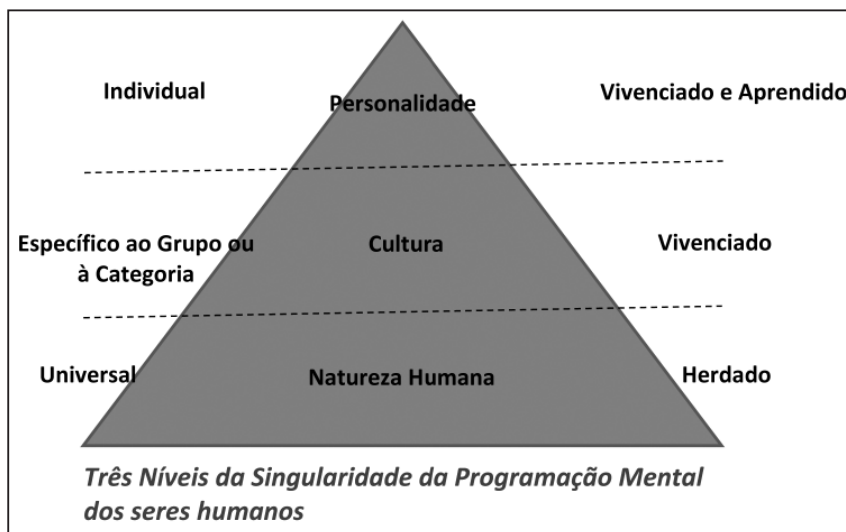 Individual
Personalidade
Vivenciado e Aprendido
Específico ao Grupo ou
à Categoria
Cultura
Vivenciado
Universal
Natureza Humana
Herdado
Três Níveis da Singularidade da Programação Mental
dos seres humanos